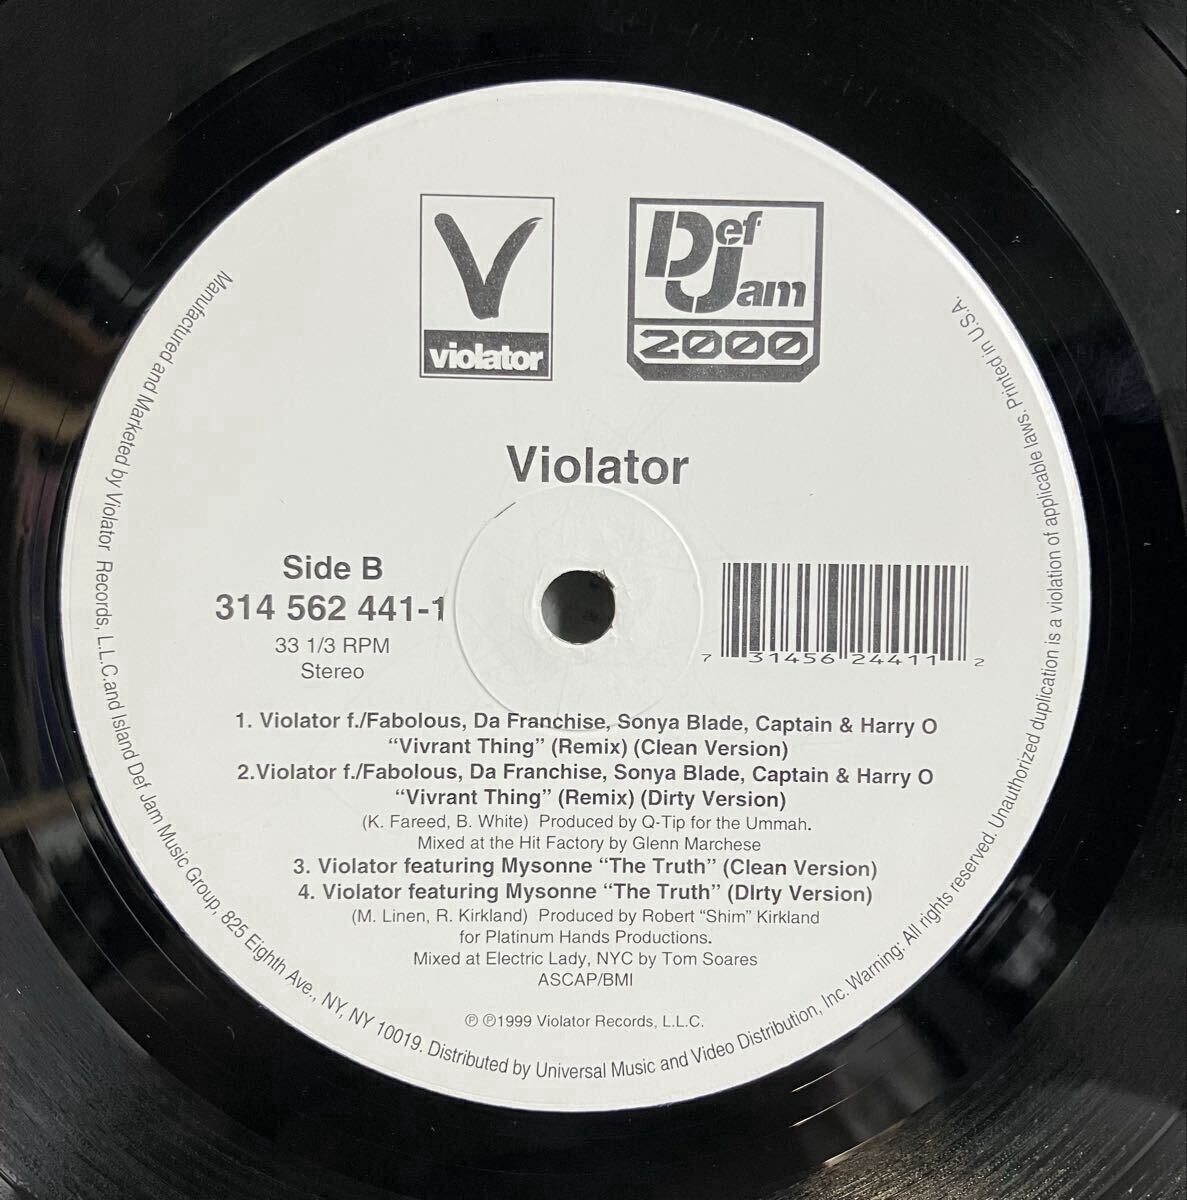 violator
Def
Jam
2000
Violator
Side B
314 562 441-1
33 1/3 RPM
Stereo
7 31456 24411 2
1. Violator f./Fabolous, Da Franchise, Sonya Blade, Captain & Harry O
“Vivrant Thing” (Remix) (Clean Version)
2.Violator f./Fabolous, Da Franchise, Sonya Blade, Captain & Harry O
“Vivrant Thing” (Remix) (Dirty Version)
(K. Fareed, B. White) Produced by Q-Tip for the Ummah.
Mixed at the Hit Factory by Glenn Marchese
3. Violator featuring Mysonne “The Truth” (Clean Version)
4. Violator featuring Mysonne “The Truth” (DIrty Version)
(M. Linen, R. Kirkland) Produced by Robert “Shim” Kirkland
for Platinum Hands Productions.
Mixed at Electric Lady, NYC by Tom Soares
ASCAP/BMI
℗ ℗1999 Violator Records, L.L.C.
Manufactured and Marketed by Violator Records, L.L.C.and Island Def Jam Music Group, 825 Eighth Ave., NY, NY 10019. Distributed by Universal Music and Video Distribution, Inc. Warning: All rights reserved. Unauthorized duplication is a violation of applicable laws. Printed in U.S.A.